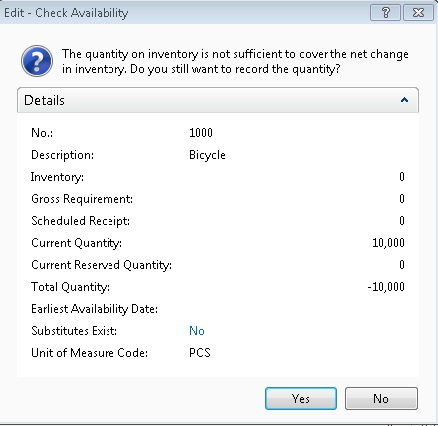 Edit - Check Availability
?
The quantity on inventory is not sufficient to cover the net change
in inventory. Do you still want to record the quantity?
Details
No.: 1000
Description: Bicycle
Inventory: 0
Gross Requirement: 0
Scheduled Receipt: 0
Current Quantity: 10,000
Current Reserved Quantity: 0
Total Quantity: -10,000
Earliest Availability Date:
Substitutes Exist: No
Unit of Measure Code: PCS
Yes No